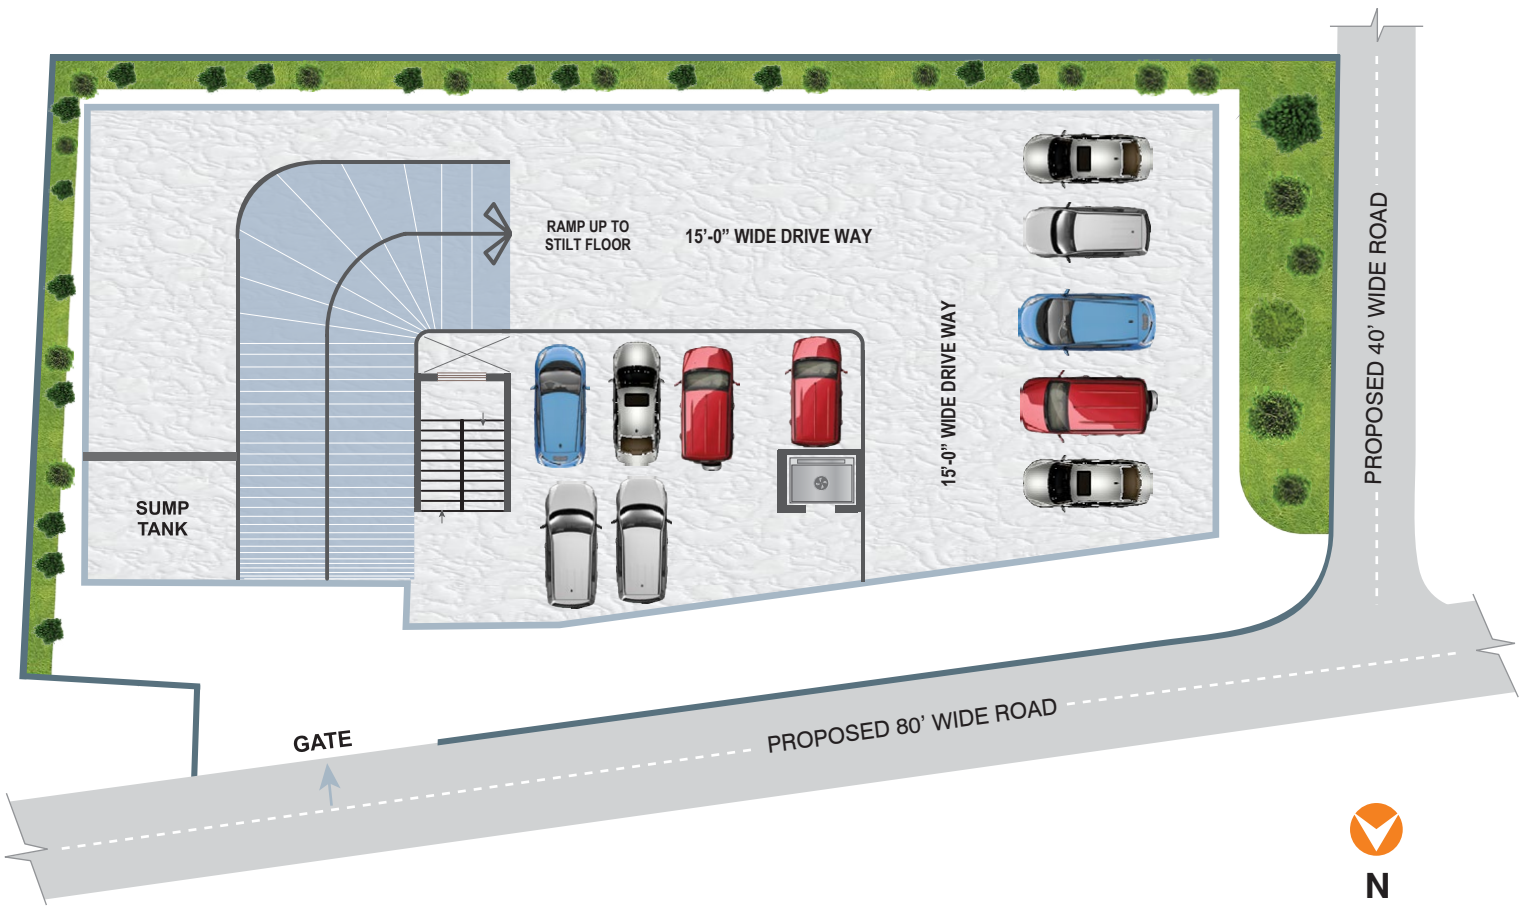 RAMP UP TO
STILT FLOOR
15'-0" WIDE DRIVE WAY
15'-0" WIDE DRIVE WAY
PROPOSED 40' WIDE ROAD
SUMP
TANK
GATE
PROPOSED 80' WIDE ROAD
N